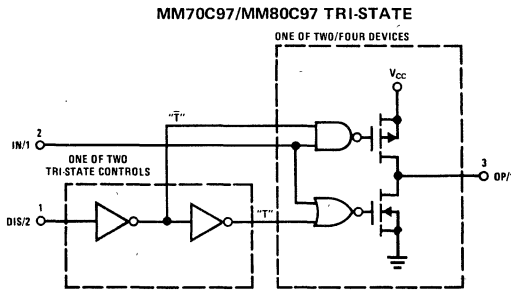 MM70C97/MM80C97 TRI-STATE
ONE OF TWO/FOUR DEVICES
VCC
"T̅"
2
IN/1
3
OP/
ONE OF TWO
TRI-STATE CONTROLS
1
DIS/2
"T"